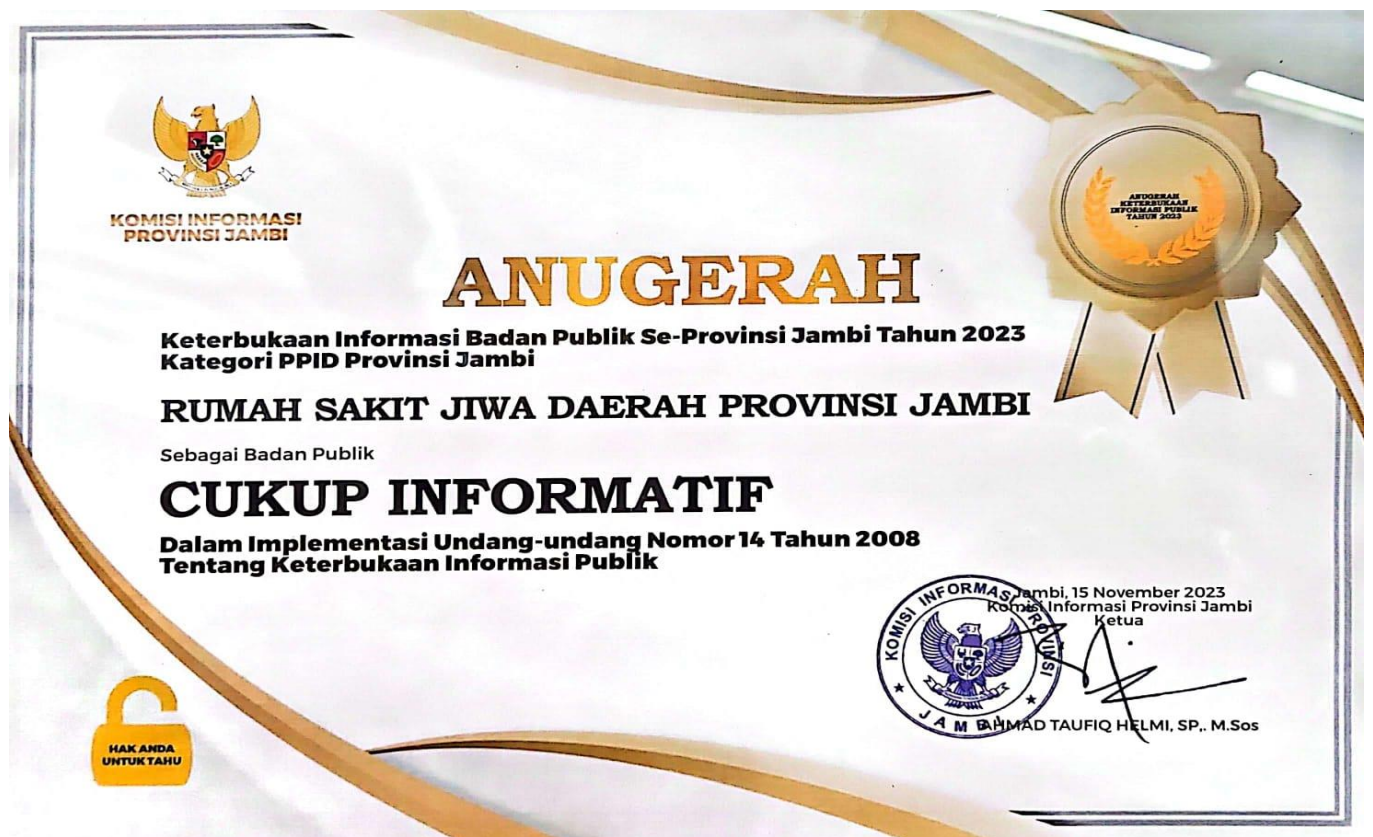 KOMISI INFORMASI
PROVINSI JAMBI
ANUGERAH
KETERBUKAAN
INFORMASI PUBLIK
TAHUN 2023
ANUGERAH
Keterbukaan Informasi Badan Publik Se-Provinsi Jambi Tahun 2023
Kategori PPID Provinsi Jambi
RUMAH SAKIT JIWA DAERAH PROVINSI JAMBI
Sebagai Badan Publik
CUKUP INFORMATIF
Dalam Implementasi Undang-undang Nomor 14 Tahun 2008
Tentang Keterbukaan Informasi Publik
Jambi, 15 November 2023
Komisi Informasi Provinsi Jambi
Ketua
KOMISI INFORMASI PROVINSI
JAMBI
AHMAD TAUFIQ HELMI, SP,. M.Sos
HAK ANDA
UNTUK TAHU